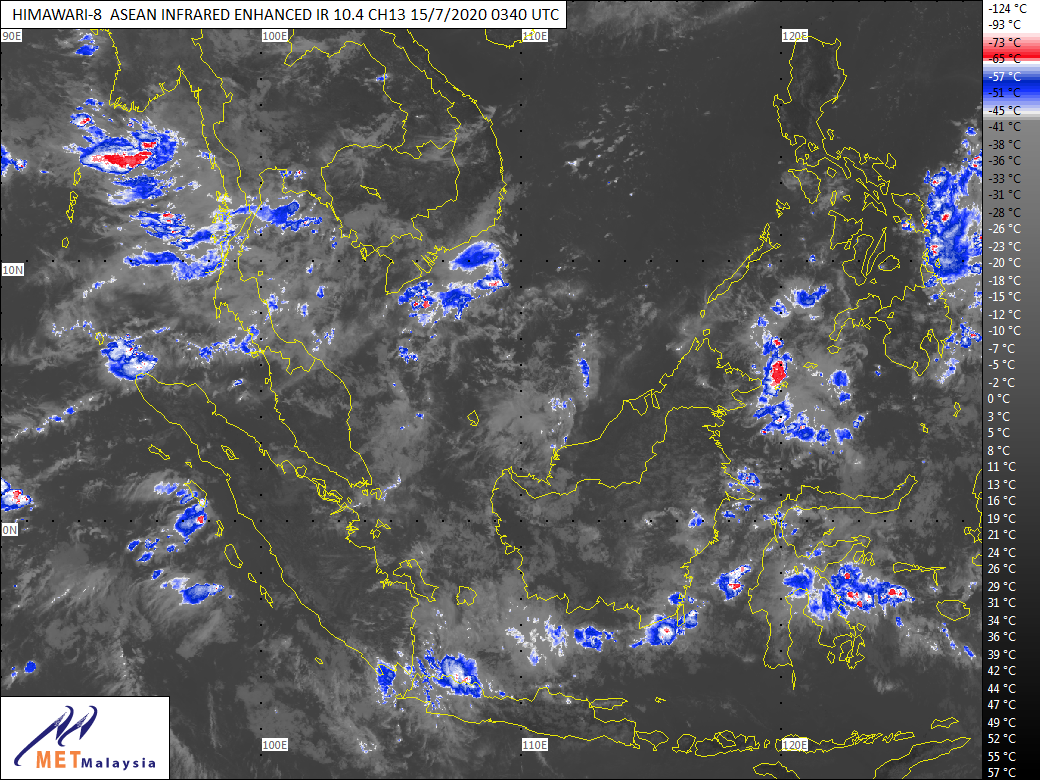 HIMAWARI-8 ASEAN INFRARED ENHANCED IR 10.4 CH13 15/7/2020 0340 UTC
90E 100E 110E 120E
10N
0N
100E 110E 120E
METMalaysia
-124 °C
-93 °C
-73 °C
-65 °C
-57 °C
-51 °C
-45 °C
-41 °C
-38 °C
-36 °C
-33 °C
-31 °C
-28 °C
-26 °C
-23 °C
-20 °C
-18 °C
-15 °C
-12 °C
-10 °C
-7 °C
-5 °C
-2 °C
0 °C
3 °C
5 °C
8 °C
11 °C
13 °C
16 °C
19 °C
21 °C
24 °C
26 °C
29 °C
31 °C
34 °C
36 °C
39 °C
42 °C
44 °C
47 °C
49 °C
52 °C
55 °C
57 °C